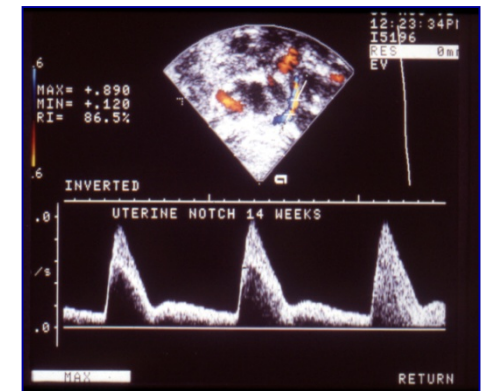 12:23:34PM
I5196
RES 0m
EV
.6
MAX= +.890
MIN= +.120
RI= 86.5%
.6
INVERTED
UTERINE NOTCH 14 WEEKS
.0
/s
.0
MAX
RETURN